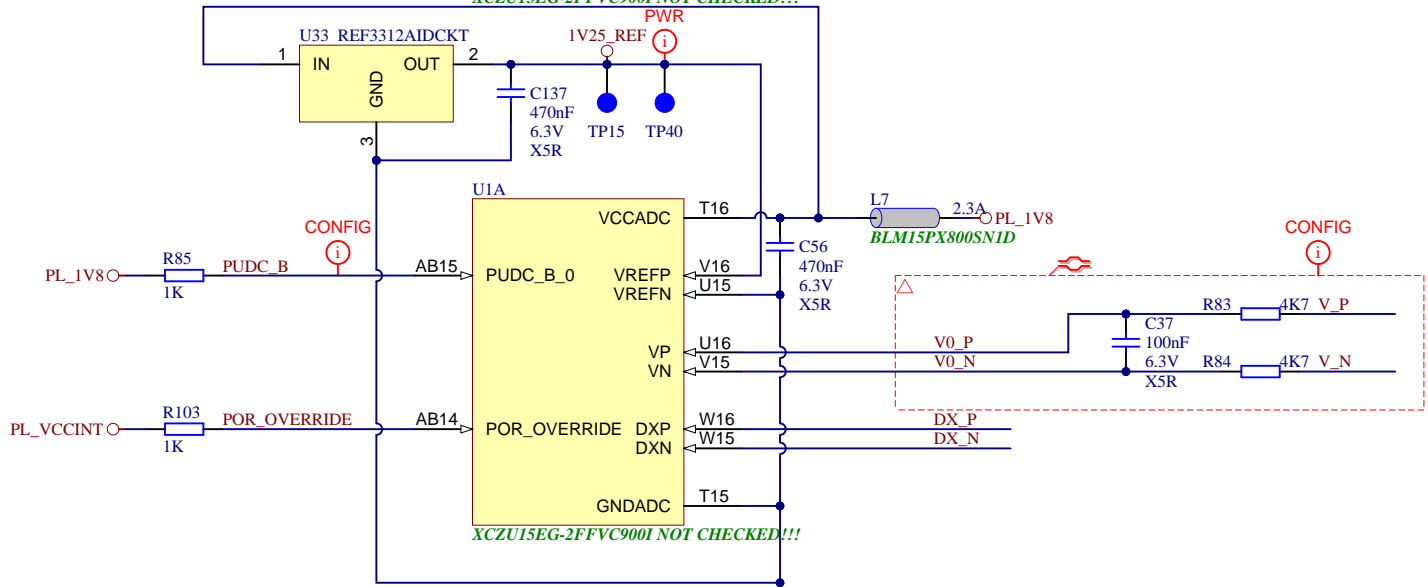 XCZU15EG-2FFVC900I NOT CHECKED!!!
PWR
i
U33 REF3312AIDCKT
1V25_REF
1
IN
OUT
2
GND
3
C137
470nF
6.3V
X5R
TP15
TP40
U1A
CONFIG
i
PL_1V8
R85
1K
PUDC_B
AB15
PUDC_B_0
VCCADC
T16
L7
2.3A
PL_1V8
BLM15PX800SN1D
C56
470nF
6.3V
X5R
VREFP
V16
VREFN
U15
CONFIG
i
VP
U16
V0_P
VN
V15
V0_N
C37
100nF
6.3V
X5R
R83
4K7
V_P
R84
4K7
V_N
PL_VCCINT
R103
1K
POR_OVERRIDE
AB14
POR_OVERRIDE
DXP
W16
DX_P
DXN
W15
DX_N
GNDADC
T15
XCZU15EG-2FFVC900I NOT CHECKED!!!